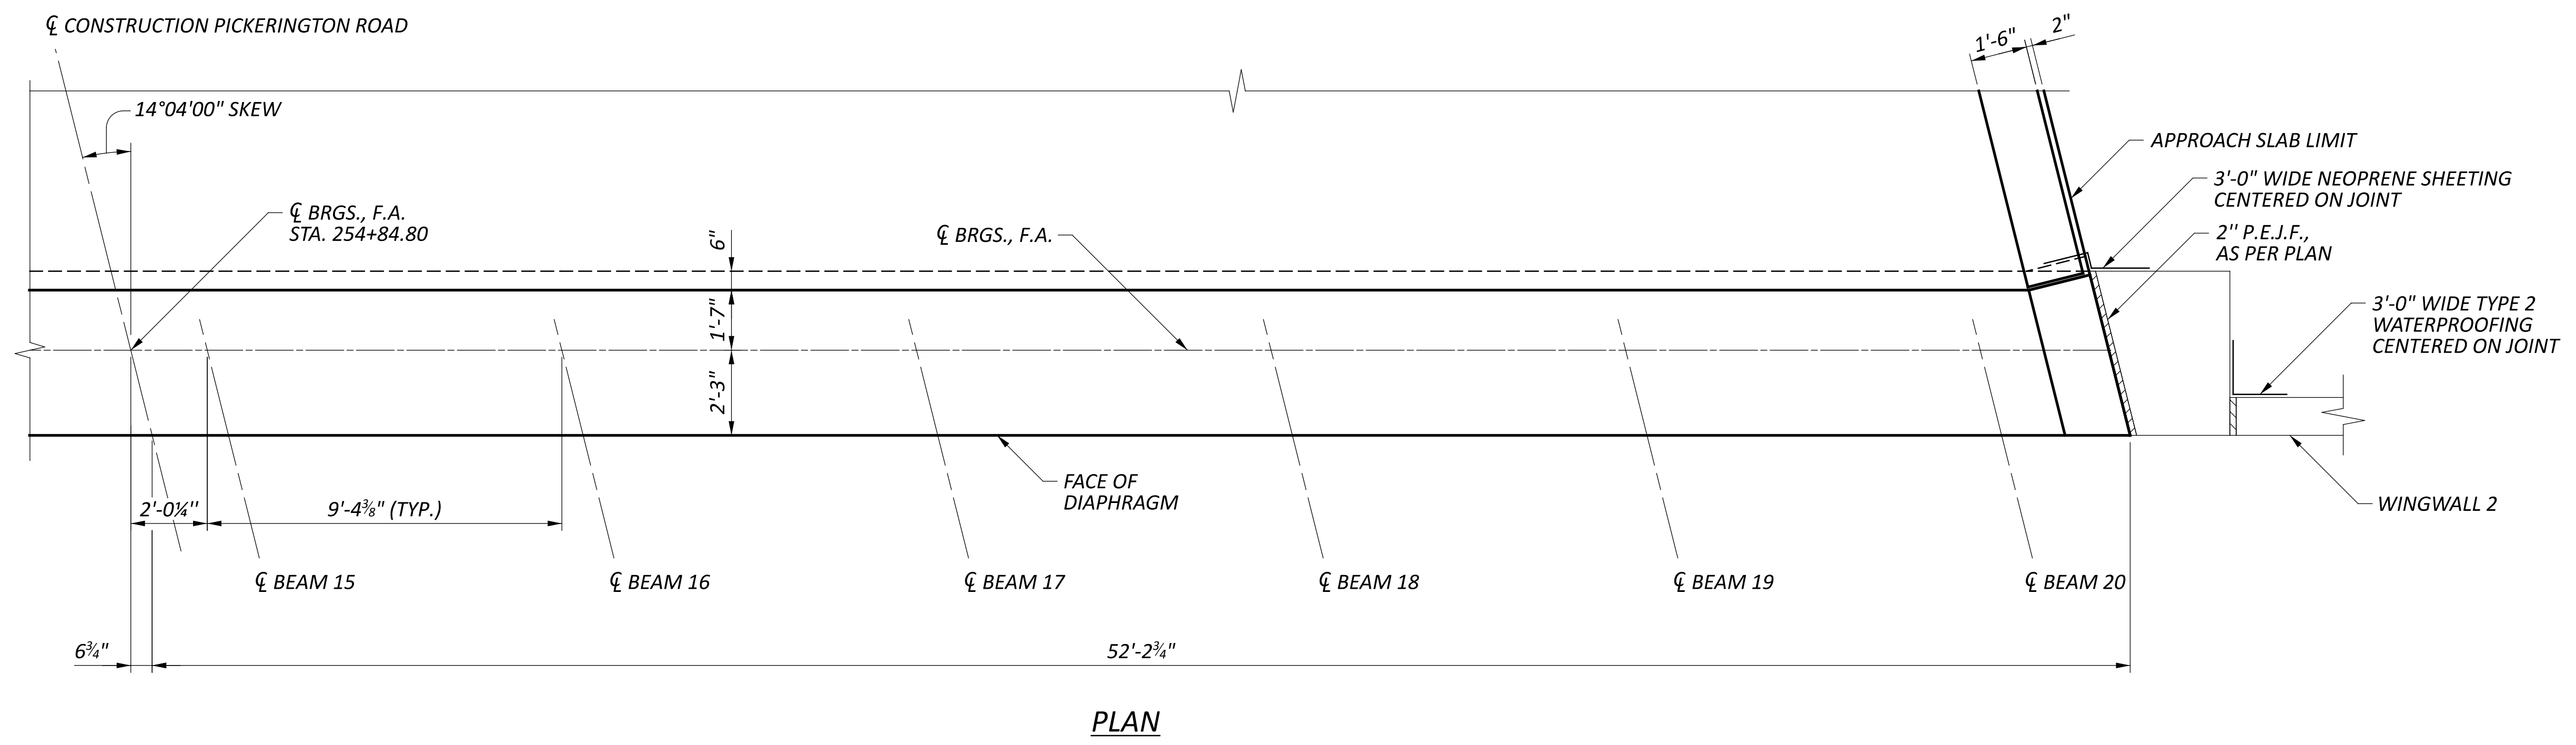 ℄ CONSTRUCTION PICKERINGTON ROAD
14°04'00" SKEW
℄ BRGS., F.A.
STA. 254+84.80
6"
1'-7"
2'-3"
℄ BRGS., F.A.
1'-6"
2"
APPROACH SLAB LIMIT
3'-0" WIDE NEOPRENE SHEETING
CENTERED ON JOINT
2'' P.E.J.F.,
AS PER PLAN
3'-0" WIDE TYPE 2
WATERPROOFING
CENTERED ON JOINT
FACE OF
DIAPHRAGM
WINGWALL 2
2'-0¼''
9'-4⅜" (TYP.)
℄ BEAM 15
℄ BEAM 16
℄ BEAM 17
℄ BEAM 18
℄ BEAM 19
℄ BEAM 20
6¾"
52'-2¾"
PLAN